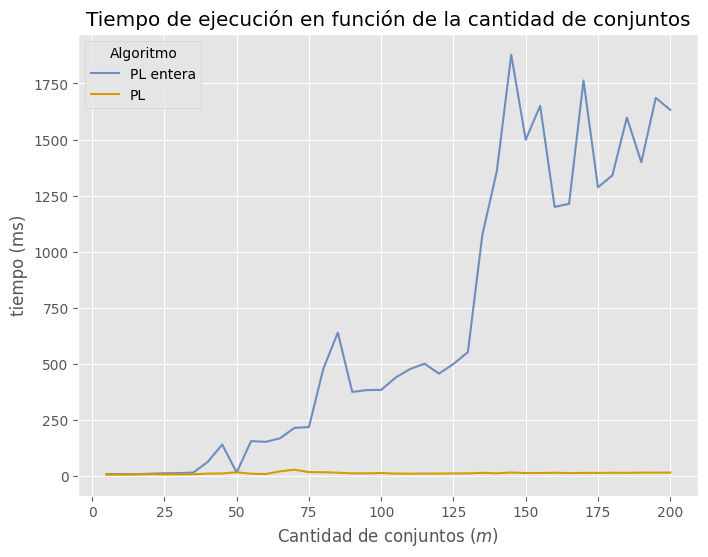 Tiempo de ejecución en función de la cantidad de conjuntos
Algoritmo
PL entera
PL
tiempo (ms)
1750
1500
1250
1000
750
500
250
0
0 25 50 75 100 125 150 175 200
Cantidad de conjuntos (m)